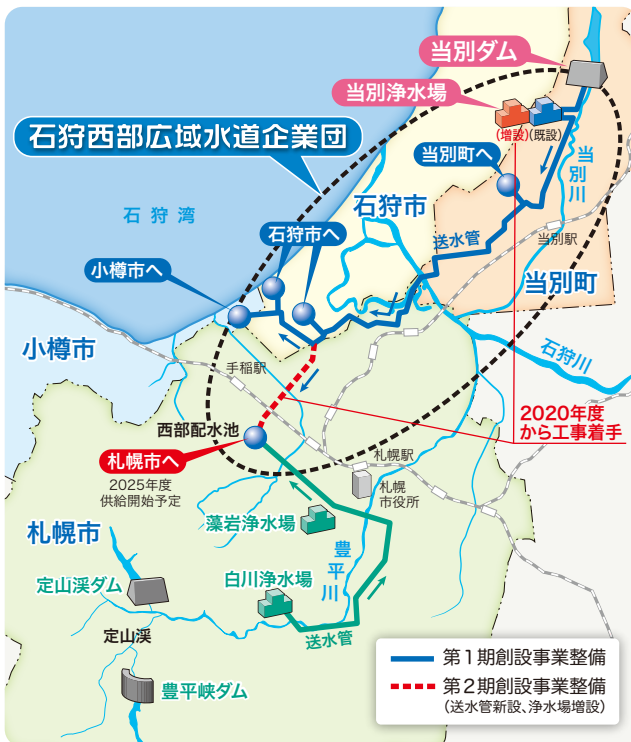 当別ダム
当別浄水場
(増設)(既設)
石狩西部広域水道企業団
当別町へ
当別川
石狩市
石狩湾
石狩市へ
送水管
当別駅
小樽市へ
当別町
小樽市
手稲駅
石狩川
2020年度
から工事着手
西部配水池
札幌市へ
2025年度
供給開始予定
札幌駅
札幌
市役所
藻岩浄水場
札幌市
豊平川
定山渓ダム
白川浄水場
定山渓
送水管
豊平峡ダム
第1期創設事業整備
第2期創設事業整備
(送水管新設、浄水場増設)